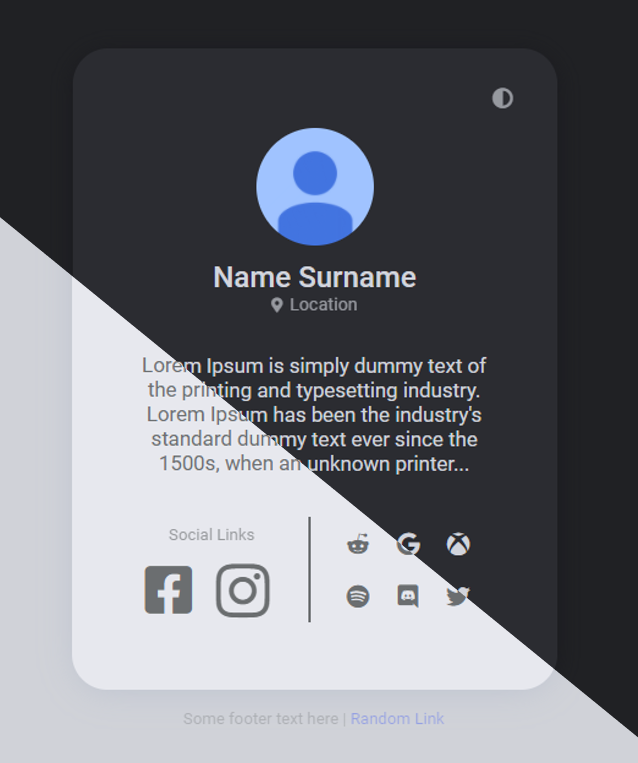 Name Surname
Location
Lorem Ipsum is simply dummy text of
the printing and typesetting industry.
Lorem Ipsum has been the industry's
standard dummy text ever since the
1500s, when an unknown printer...
Social Links
Some footer text here | Random Link